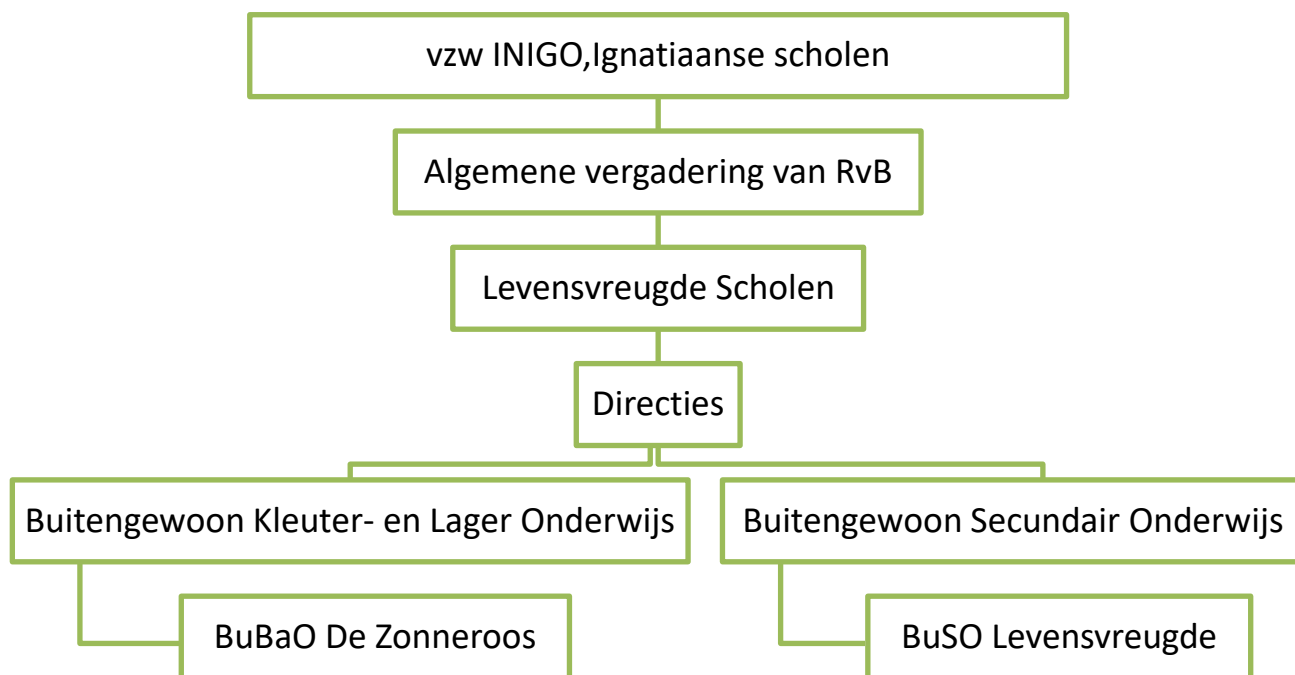 vzw INIGO,Ignatiaanse scholen
Algemene vergadering van RvB
Levensvreugde Scholen
Directies
Buitengewoon Kleuter- en Lager Onderwijs
Buitengewoon Secundair Onderwijs
BuBaO De Zonneroos
BuSO Levensvreugde